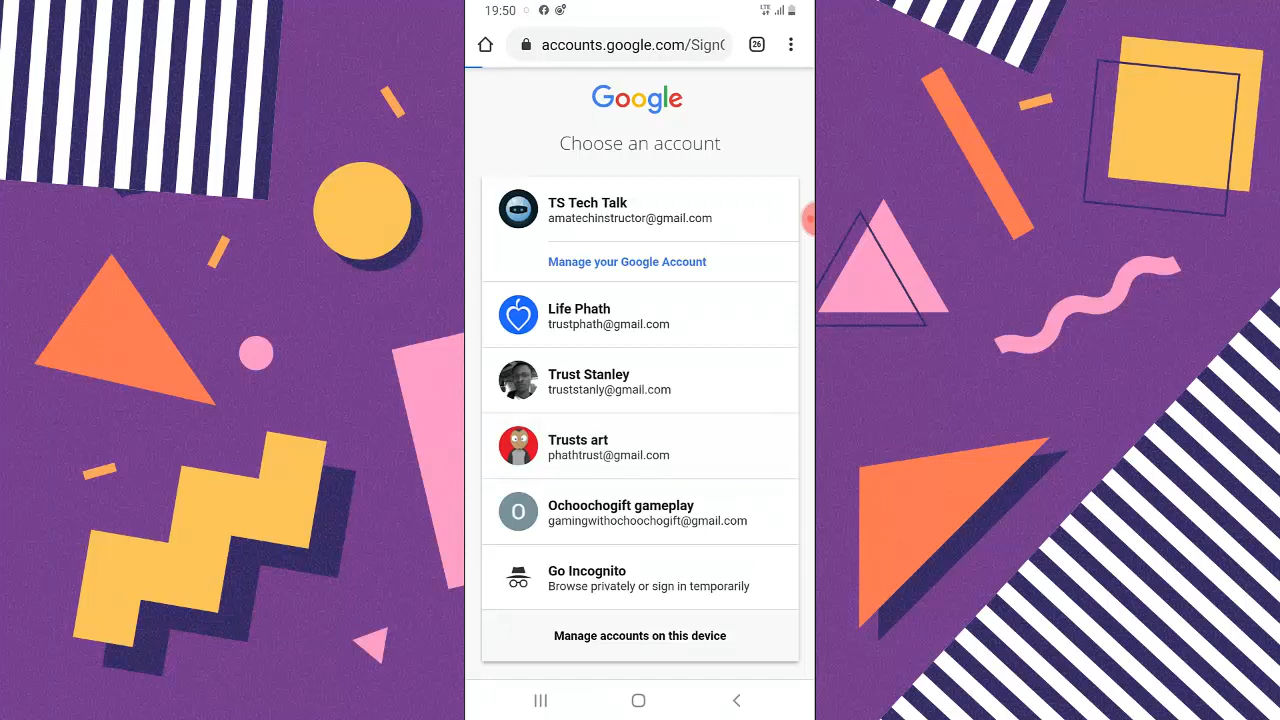 19:50
LTE
accounts.google.com/Sign
26
Google
Choose an account
TS Tech Talk
amatechinstructor@gmail.com
Manage your Google Account
Life Phath
trustphath@gmail.com
Trust Stanley
truststanly@gmail.com
Trusts art
phathtrust@gmail.com
O
Ochoochogift gameplay
gamingwithochoochogift@gmail.com
Go Incognito
Browse privately or sign in temporarily
Manage accounts on this device